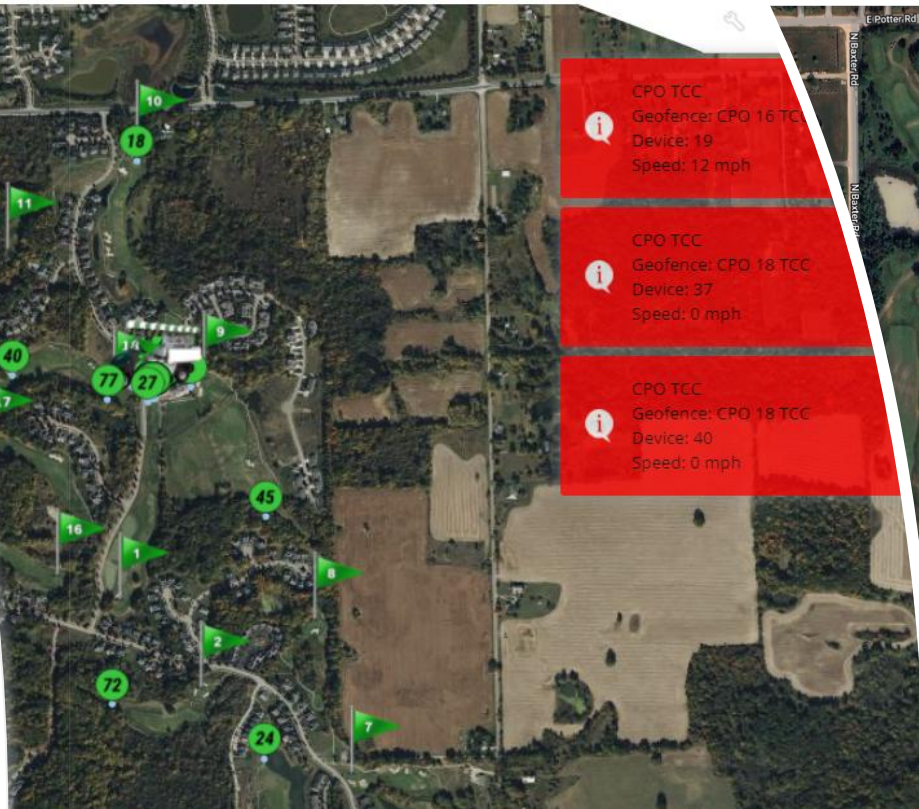 E Potter Rd
N Baxter Rd
CPO TCC
Geofence: CPO 16 TCC
Device: 19
Speed: 12 mph
N Baxter Rd
CPO TCC
Geofence: CPO 18 TCC
Device: 37
Speed: 0 mph
CPO TCC
Geofence: CPO 18 TCC
Device: 40
Speed: 0 mph
10
18
11
9
18
40
77
27
7
45
16
1
8
2
72
7
24